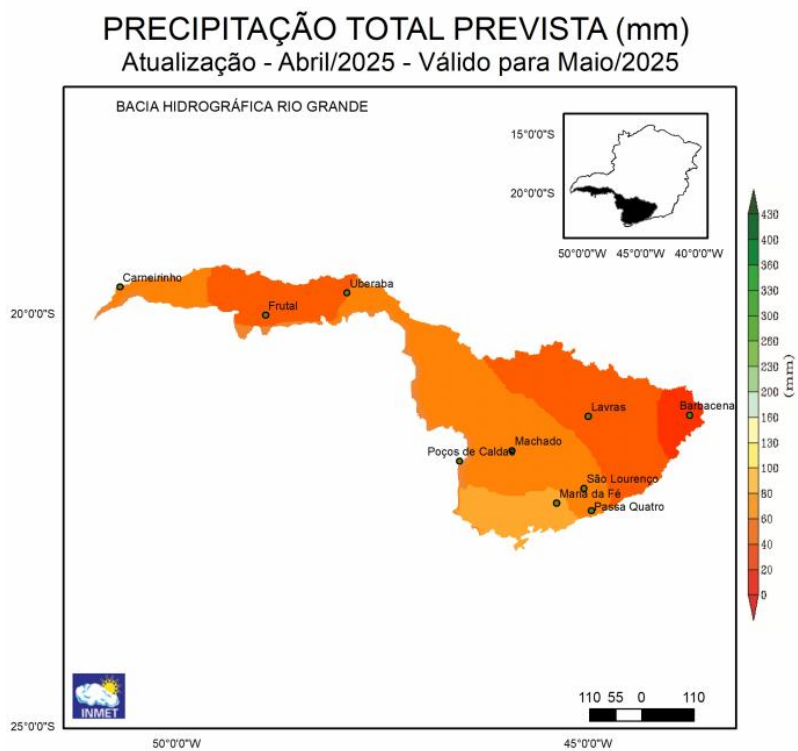 PRECIPITAÇÃO TOTAL PREVISTA (mm)
Atualização - Abril/2025 - Válido para Maio/2025
BACIA HIDROGRÁFICA RIO GRANDE
15°0'0"S
20°0'0"S
50°0'0"W 45°0'0"W 40°0'0"W
430
400
360
330
300
260
230
200
160
130
100
80
60
40
20
0
(mm)
Carneirinho
Uberaba
Frutal
20°0'0"S
Lavras
Barbacena
Machado
Poços de Calda
São Lourenço
Maria da Fé
Passa Quatro
INMET
110 55 0 110
25°0'0"S
50°0'0"W 45°0'0"W